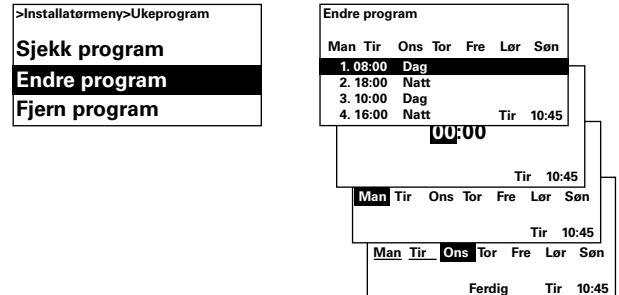 >Installatørmeny>Ukeprogram
Sjekk program
Endre program
Fjern program
Endre program
Man Tir Ons Tor Fre Lør Søn
1. 08:00 Dag
2. 18:00 Natt
3. 10:00 Dag
4. 16:00 Natt Tir 10:45
00:00
Tir 10:45
Man Tir Ons Tor Fre Lør Søn
Tir 10:45
Man Tir Ons Tor Fre Lør Søn
Ferdig Tir 10:45